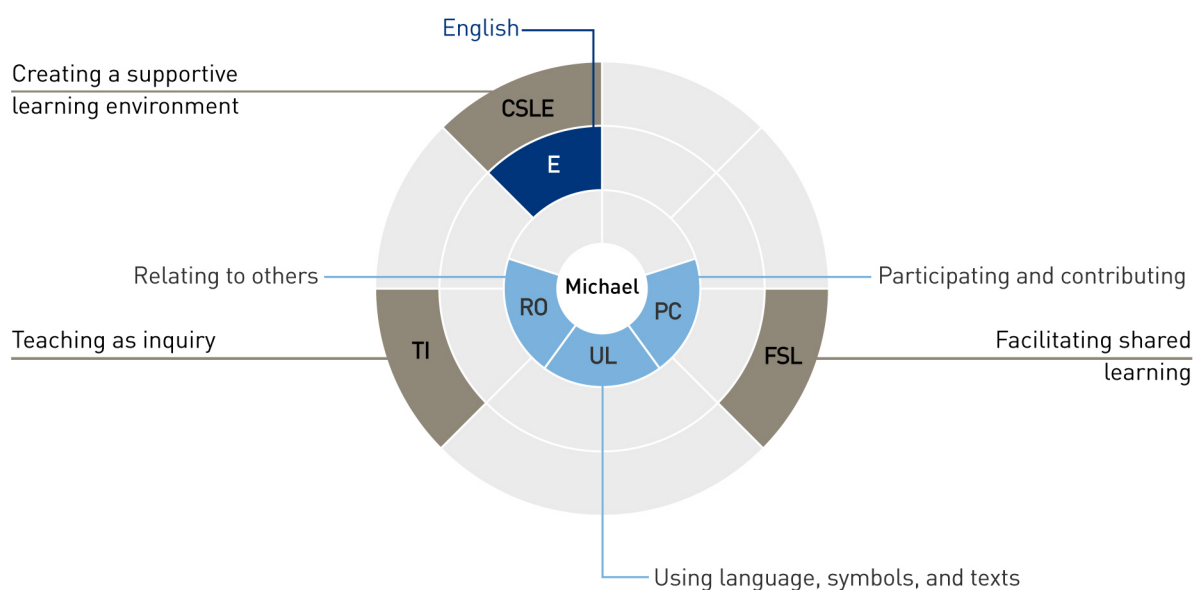 English
Creating a supportive
learning environment
CSLE
E
Relating to others
Participating and contributing
Michael
RO
PC
Teaching as inquiry
Facilitating shared
learning
TI
UL
FSL
Using language, symbols, and texts